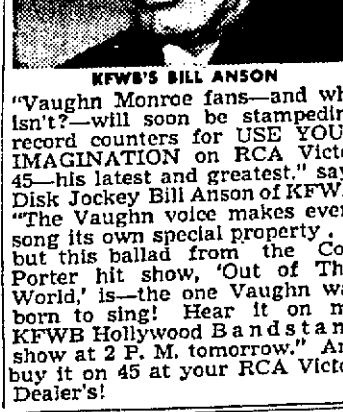 KFWB'S BILL ANSON
"Vaughn Monroe fans—and wh
isn't?—will soon be stampedin
record counters for USE YOU
IMAGINATION on RCA Victo
45—his latest and greatest," say
Disk Jockey Bill Anson of KFW
"The Vaughn voice makes ever
song its own special property .
but this ballad from the Co
Porter hit show, 'Out of Th
World,' is—the one Vaughn wa
born to sing! Hear it on m
KFWB Hollywood Bandstan
show at 2 P. M. tomorrow." An
buy it on 45 at your RCA Victo
Dealer's!